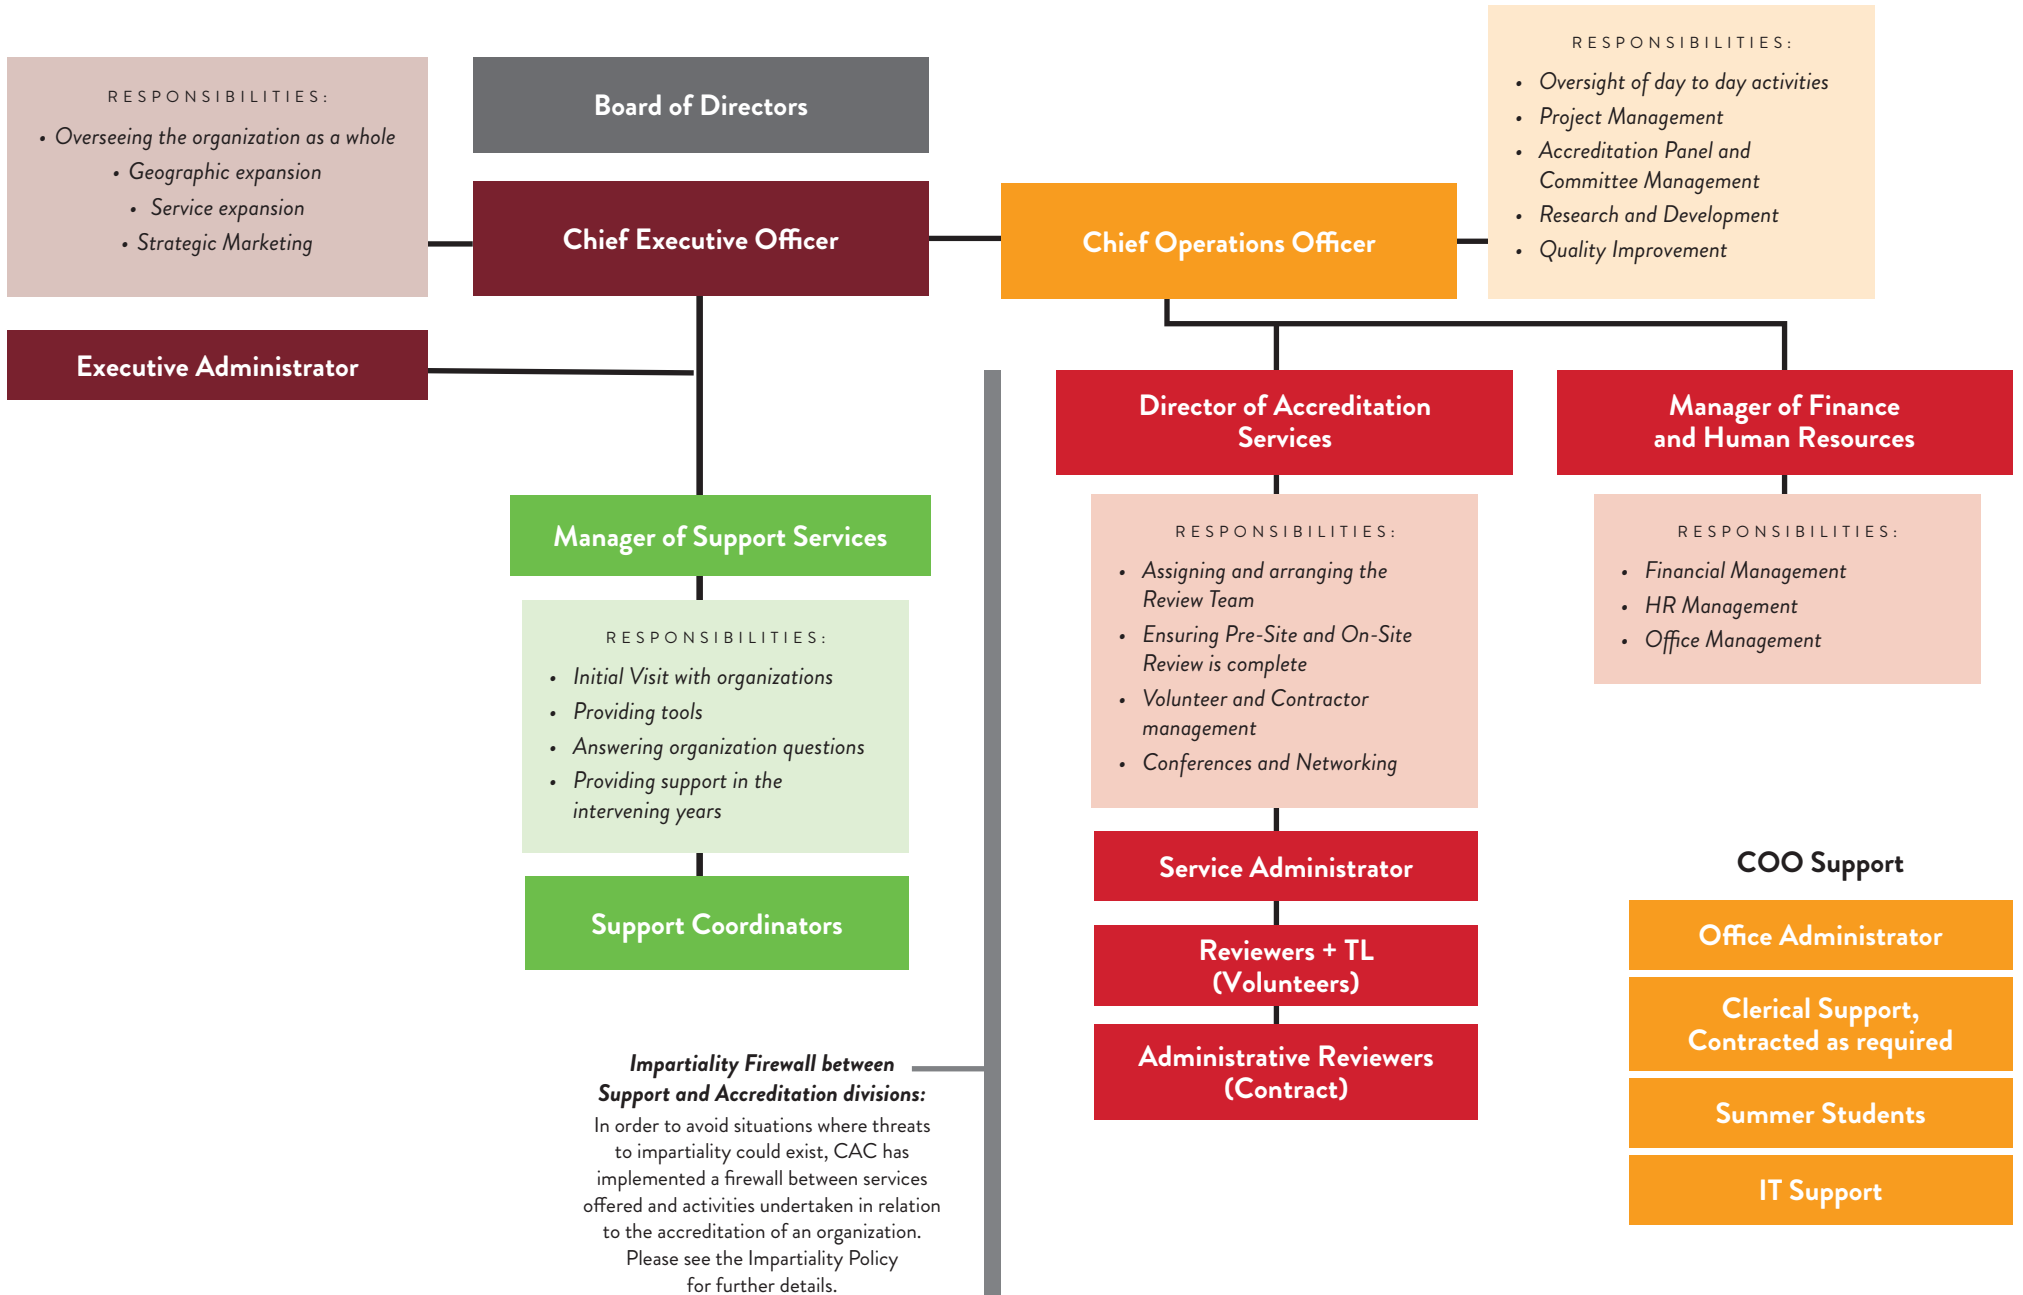 RESPONSIBILITIES:
• Overseeing the organization as a whole
• Geographic expansion
• Service expansion
• Strategic Marketing
Board of Directors
Chief Executive Officer
Chief Operations Officer
RESPONSIBILITIES:
• Oversight of day to day activities
• Project Management
• Accreditation Panel and
Committee Management
• Research and Development
• Quality Improvement
Executive Administrator
Manager of Support Services
RESPONSIBILITIES:
• Initial Visit with organizations
• Providing tools
• Answering organization questions
• Providing support in the
intervening years
Support Coordinators
Impartiality Firewall between
Support and Accreditation divisions:
In order to avoid situations where threats
to impartiality could exist, CAC has
implemented a firewall between services
offered and activities undertaken in relation
to the accreditation of an organization.
Please see the Impartiality Policy
for further details.
Director of Accreditation
Services
RESPONSIBILITIES:
• Assigning and arranging the
Review Team
• Ensuring Pre-Site and On-Site
Review is complete
• Volunteer and Contractor
management
• Conferences and Networking
Service Administrator
Reviewers + TL
(Volunteers)
Administrative Reviewers
(Contract)
Manager of Finance
and Human Resources
RESPONSIBILITIES:
• Financial Management
• HR Management
• Office Management
COO Support
Office Administrator
Clerical Support,
Contracted as required
Summer Students
IT Support